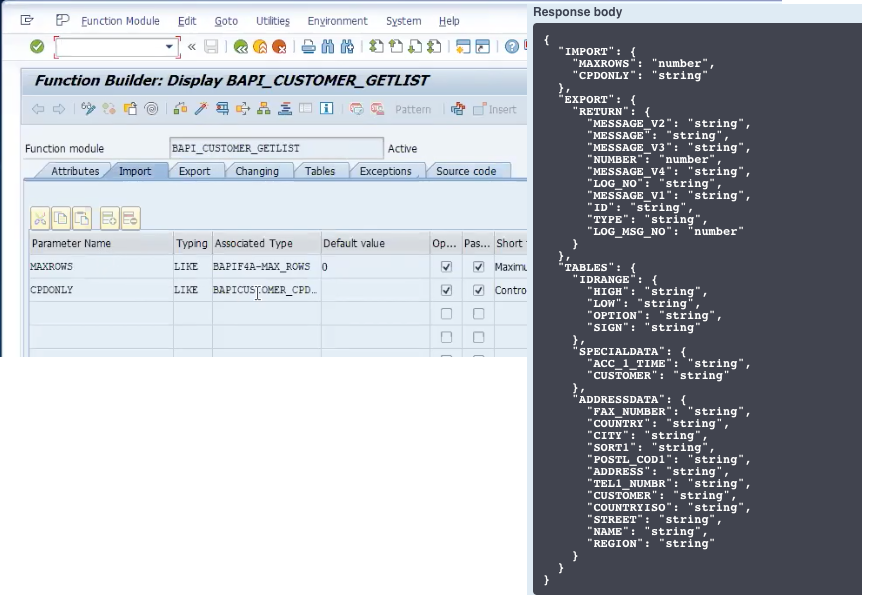 Function Module Edit Goto Utilities Environment System Help
Function Builder: Display BAPI_CUSTOMER_GETLIST
Pattern Insert
Function module BAPI_CUSTOMER_GETLIST Active
Attributes Import Export Changing Tables Exceptions Source code
Parameter Name Typing Associated Type Default value Op... Pas... Short
MAXROWS LIKE BAPIF4A-MAX_ROWS 0 Maximu
CPDONLY LIKE BAPICUSTOMER_CPD.. Contro
Response body
{
"IMPORT": {
"MAXROWS": "number",
"CPDONLY": "string"
},
"EXPORT": {
"RETURN": {
"MESSAGE_V2": "string",
"MESSAGE": "string",
"MESSAGE_V3": "string",
"NUMBER": "number",
"MESSAGE_V4": "string",
"LOG_NO": "string",
"MESSAGE_V1": "string",
"ID": "string",
"TYPE": "string",
"LOG_MSG_NO": "number"
}
},
"TABLES": {
"IDRANGE": {
"HIGH": "string",
"LOW": "string",
"OPTION": "string",
"SIGN": "string"
},
"SPECIALDATA": {
"ACC_1_TIME": "string",
"CUSTOMER": "string"
},
"ADDRESSDATA": {
"FAX_NUMBER": "string",
"COUNTRY": "string",
"CITY": "string",
"SORT1": "string",
"POSTL_COD1": "string",
"ADDRESS": "string",
"TEL1_NUMBR": "string",
"CUSTOMER": "string",
"COUNTRYISO": "string",
"STREET": "string",
"NAME": "string",
"REGION": "string"
}
}
}